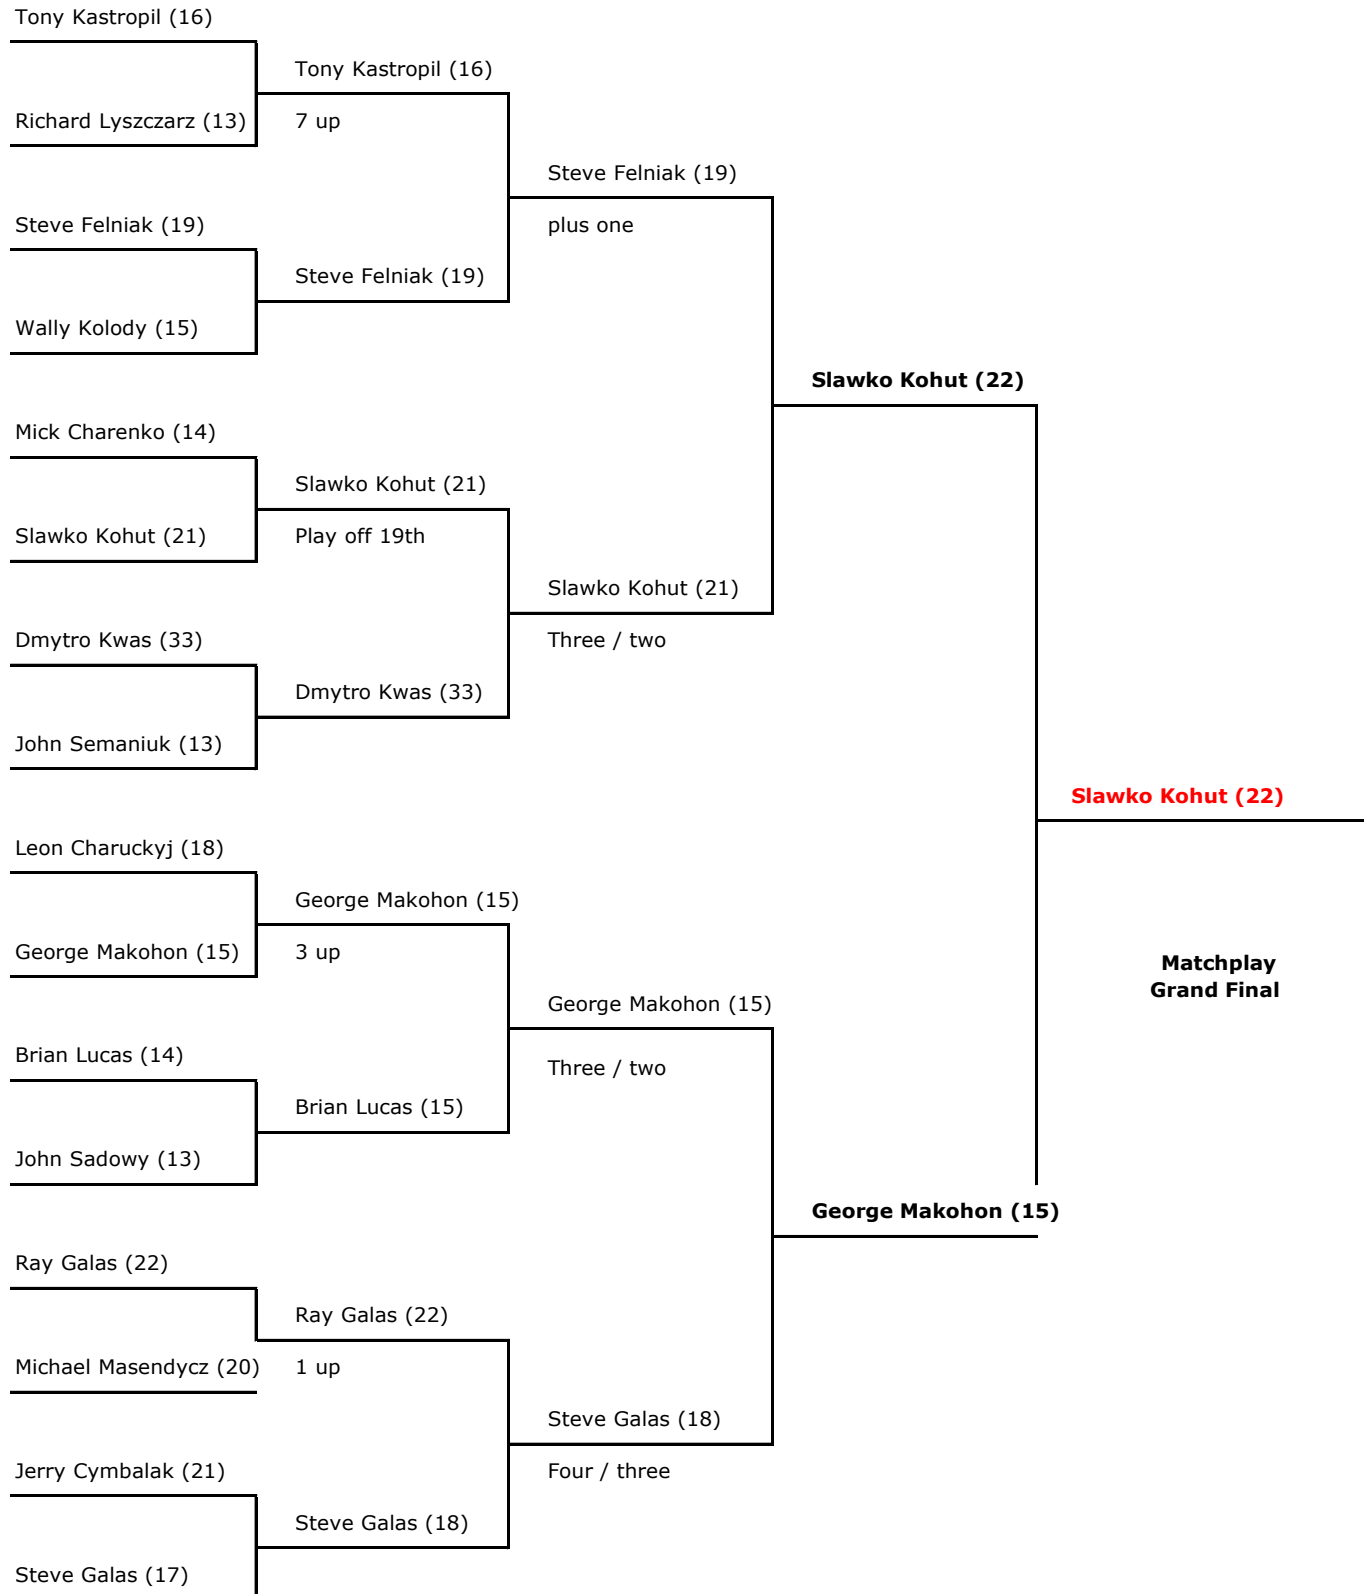 Tony Kastropil (16)
Tony Kastropil (16)
Richard Lyszczarz (13)
7 up
Steve Felniak (19)
Steve Felniak (19)
plus one
Steve Felniak (19)
Wally Kolody (15)
Slawko Kohut (22)
Mick Charenko (14)
Slawko Kohut (21)
Slawko Kohut (21)
Play off 19th
Slawko Kohut (21)
Dmytro Kwas (33)
Three / two
Dmytro Kwas (33)
John Semaniuk (13)
Slawko Kohut (22)
Leon Charuckyj (18)
George Makohon (15)
George Makohon (15)
3 up
Matchplay
Grand Final
George Makohon (15)
Brian Lucas (14)
Three / two
Brian Lucas (15)
John Sadowy (13)
George Makohon (15)
Ray Galas (22)
Ray Galas (22)
Michael Masendycz (20)
1 up
Steve Galas (18)
Jerry Cymbalak (21)
Four / three
Steve Galas (18)
Steve Galas (17)